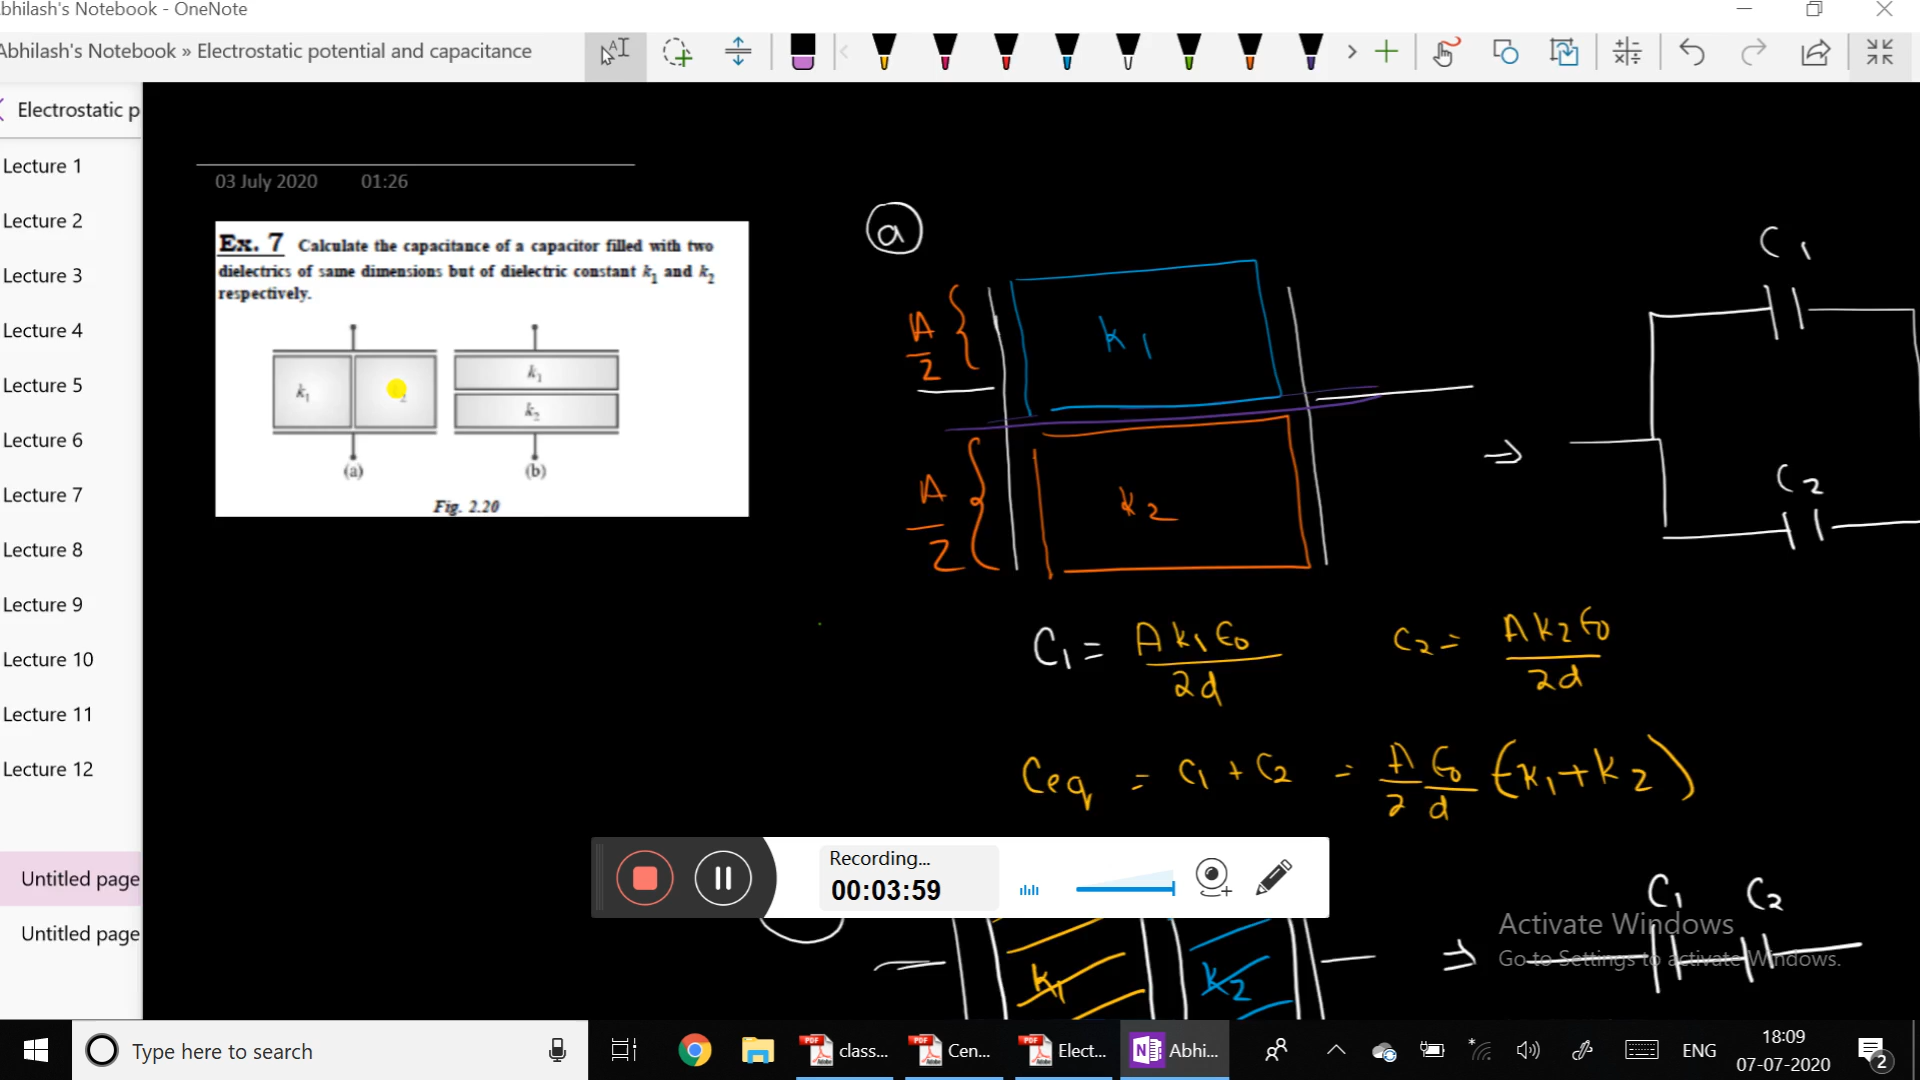 bhilash's Notebook - OneNote
Abhilash's Notebook » Electrostatic potential and capacitance
Electrostatic p
Lecture 1
Lecture 2
Lecture 3
Lecture 4
Lecture 5
Lecture 6
Lecture 7
Lecture 8
Lecture 9
Lecture 10
Lecture 11
Lecture 12
Untitled page
Untitled page
03 July 2020 01:26
Ex. 7 Calculate the capacitance of a capacitor filled with two
dielectrics of same dimensions but of dielectric constant k₁ and k₂
respectively.
k₁
k₁
k₂
(a) (b)
Fig. 2.20
a
A/2
k₁
A/2
k₂
⇒
C₁
C₂
C₁ = Ak₁ε₀/2d C₂ = Ak₂ε₀/2d
Ceq = C₁ + C₂ = A/2 ε₀/d (k₁+k₂)
Recording...
00:03:59
k₁ k₂ ⇒ C₁ C₂
Activate Windows
Go to Settings to activate Windows.
Type here to search
class...
Cen...
Elect...
Abhi...
ENG
18:09
07-07-2020
2